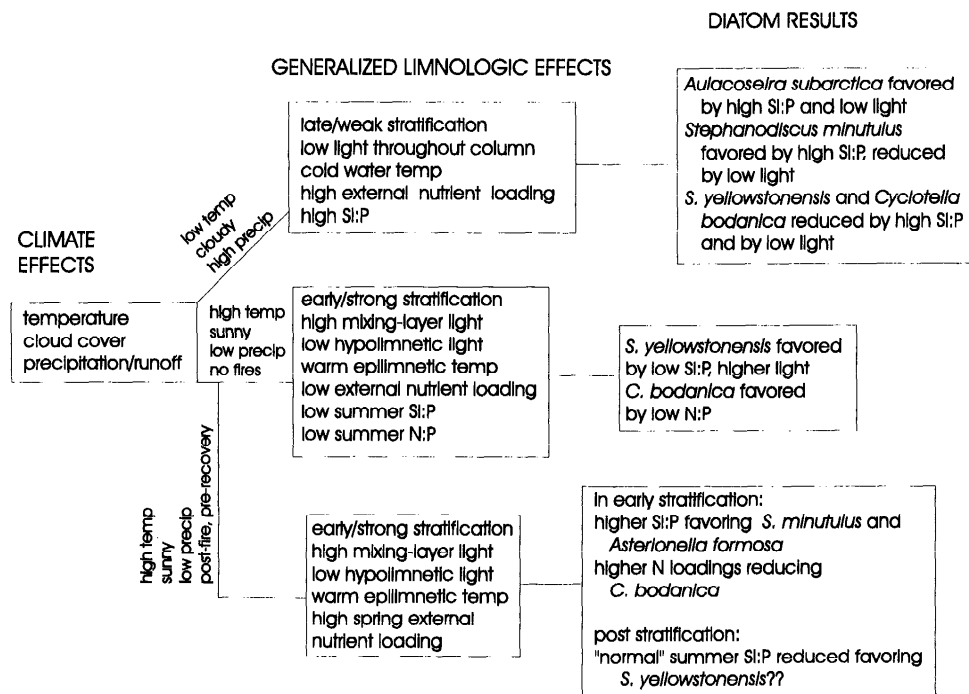 DIATOM RESULTS
GENERALIZED LIMNOLOGIC EFFECTS
CLIMATE
EFFECTS
temperature
cloud cover
precipitation/runoff
low temp
cloudy
high precip
late/weak stratification
low light throughout column
cold water temp
high external nutrient loading
high Si:P
Aulacoseira subarctica favored
by high Si:P and low light
Stephanodiscus minutulus
favored by high Si:P, reduced
by low light
S. yellowstonensis and Cyclotella
bodanica reduced by high Si:P
and by low light
high temp
sunny
low precip
no fires
early/strong stratification
high mixing-layer light
low hypolimnetic light
warm epilimnetic temp
low external nutrient loading
low summer Si:P
low summer N:P
S. yellowstonensis favored
by low Si:P, higher light
C. bodanica favored
by low N:P
high temp
sunny
low precip
post-fire, pre-recovery
early/strong stratification
high mixing-layer light
low hypolimnetic light
warm epilimnetic temp
high spring external
nutrient loading
in early stratification:
higher Si:P favoring S. minutulus and
Asterionella formosa
higher N loadings reducing
C. bodanica
post stratification:
"normal" summer Si:P reduced favoring
S. yellowstonensis??